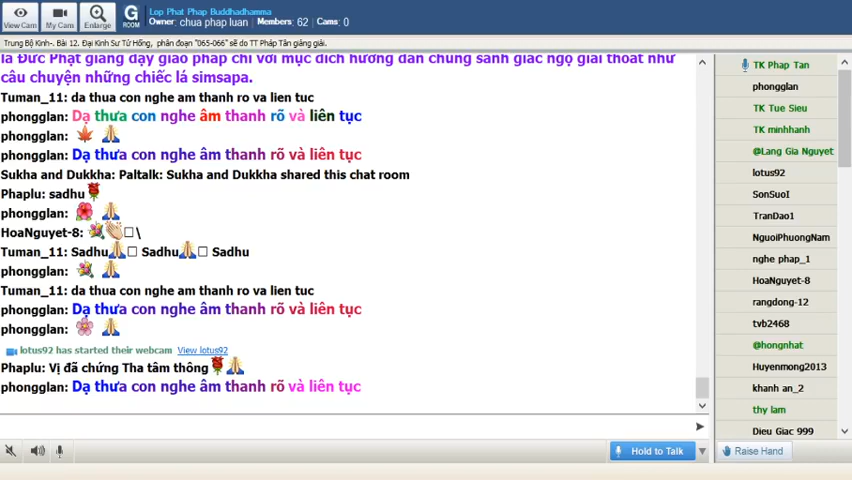 View Cam
My Cam
Enlarge
G
ROOM
Lop Phat Phap Buddhadhamma
Owner: chua phap luan Members: 62 Cams: 0
Trung Bộ Kinh-. Bài 12. Đại Kinh Sư Tử Hống, phân đoạn "065-066" sẽ do TT Pháp Tân giảng giải.
là Đức Phật giảng dạy giáo pháp chỉ với mục đích hướng dẫn chúng sanh giác ngộ giải thoát như
câu chuyện những chiếc lá simsapa.
Tuman_11: da thua con nghe am thanh ro va lien tuc
phongglan: Dạ thưa con nghe âm thanh rõ và liên tục
phongglan:
phongglan: Dạ thưa con nghe âm thanh rõ và liên tục
Sukha and Dukkha: Paltalk: Sukha and Dukkha shared this chat room
Phaplu: sadhu
phongglan:
HoaNguyet-8: \
Tuman_11: Sadhu Sadhu Sadhu
phongglan:
Tuman_11: da thua con nghe am thanh ro va lien tuc
phongglan: Dạ thưa con nghe âm thanh rõ và liên tục
phongglan:
lotus92 has started their webcam View lotus92
Phaplu: Vị đã chứng Tha tâm thông
phongglan: Dạ thưa con nghe âm thanh rõ và liên tục
Hold to Talk
TK Phap Tan
phongglan
TK Tue Sieu
TK minhhanh
@Lang Gia Nguyet
lotus92
SonSuoI
TranDao1
NguoiPhuongNam
nghe phap_1
HoaNguyet-8
rangdong-12
tvb2468
@hongnhat
Huyenmong2013
khanh an_2
thy lam
Dieu Giac 999
Raise Hand